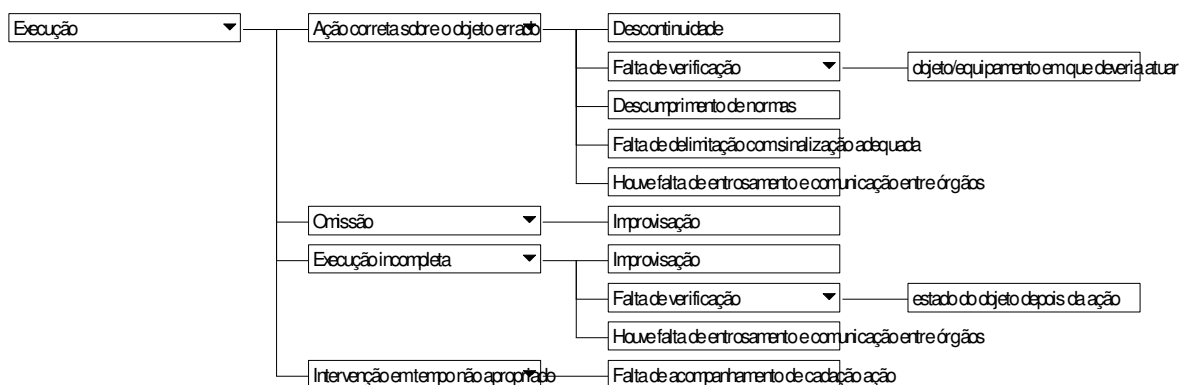 Execução
Ação correta sobre o objeto errado
Descontinuidade
Falta de verificação
objeto/equipamento em que deveria atuar
Descumprimento de normas
Falta de delimitação com sinalização adequada
Houve falta de entrosamento e comunicação entre órgãos
Omissão
Improvisação
Execução incompleta
Improvisação
Falta de verificação
estado do objeto depois da ação
Houve falta de entrosamento e comunicação entre órgãos
Intervenção em tempo não apropriado
Falta de acompanhamento de cada ação